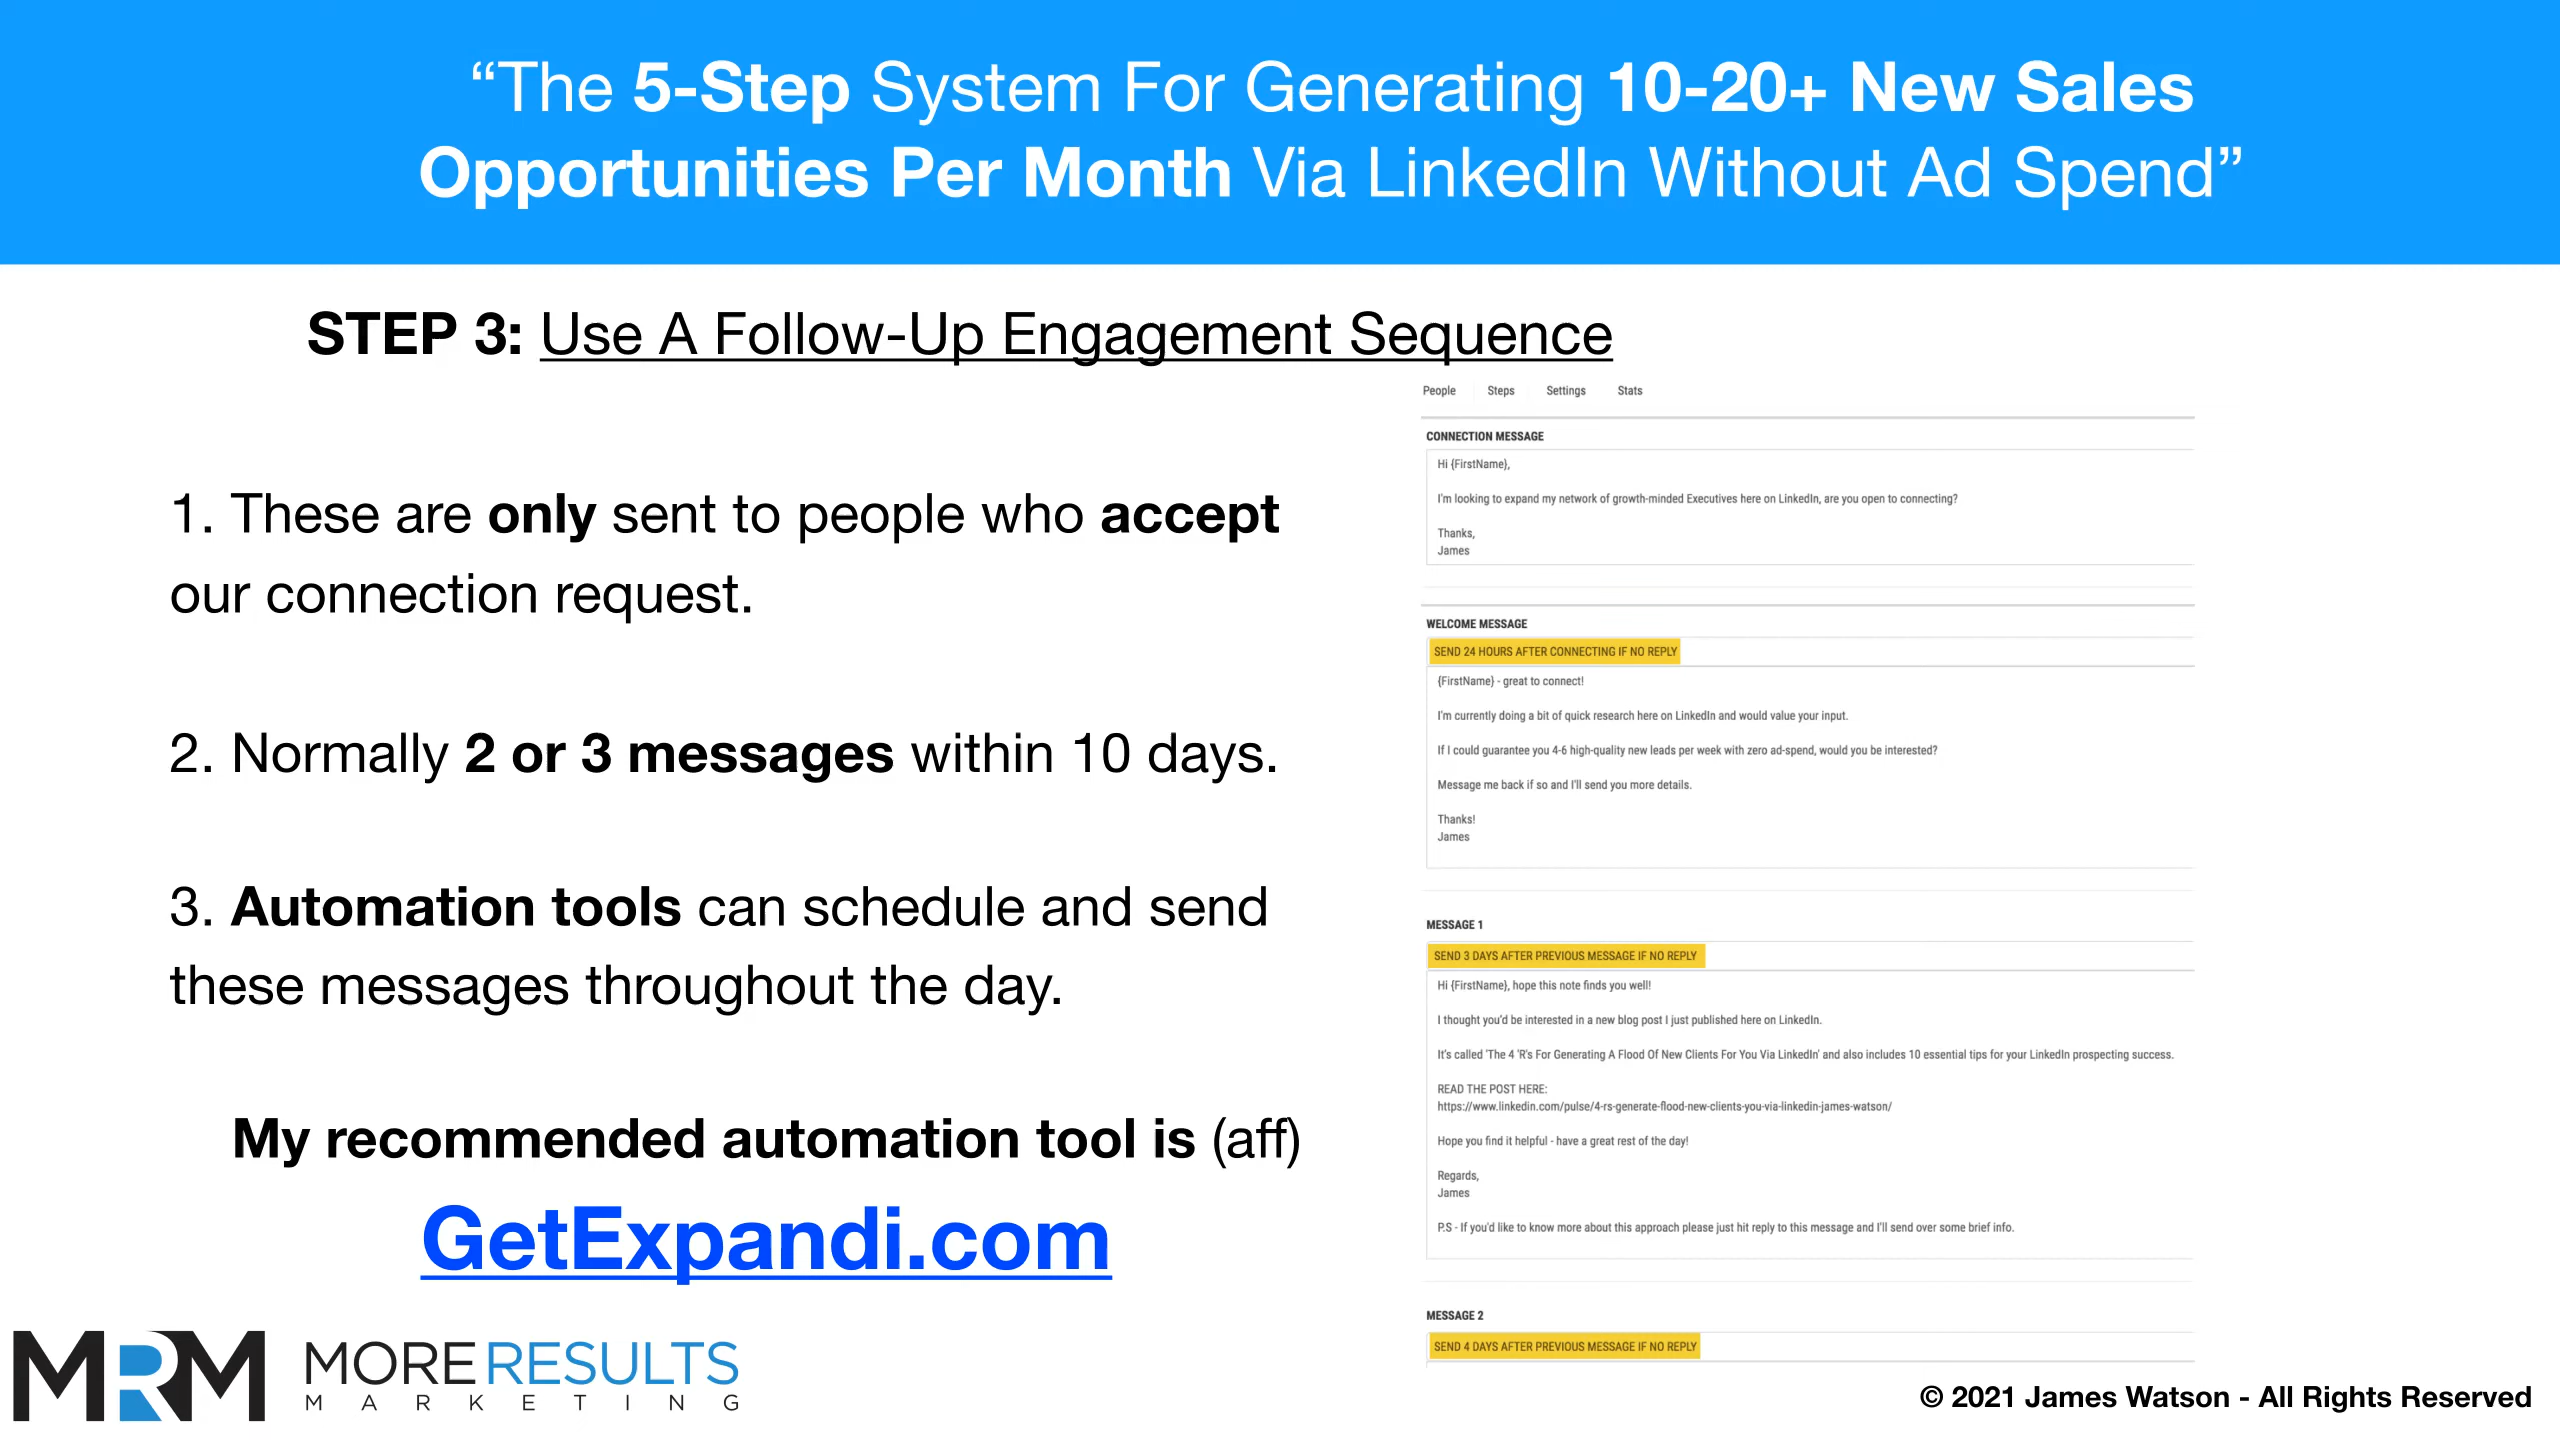 “The 5-Step System For Generating 10-20+ New Sales
Opportunities Per Month Via LinkedIn Without Ad Spend”
STEP 3: Use A Follow-Up Engagement Sequence
1. These are only sent to people who accept
our connection request.
2. Normally 2 or 3 messages within 10 days.
3. Automation tools can schedule and send
these messages throughout the day.
My recommended automation tool is (aff)
GetExpandi.com
People Steps Settings Stats
CONNECTION MESSAGE
Hi {FirstName},
I'm looking to expand my network of growth-minded Executives here on LinkedIn, are you open to connecting?
Thanks,
James
WELCOME MESSAGE
SEND 24 HOURS AFTER CONNECTING IF NO REPLY
{FirstName} - great to connect!
I'm currently doing a bit of quick research here on LinkedIn and would value your input.
If I could guarantee you 4-6 high-quality new leads per week with zero ad-spend, would you be interested?
Message me back if so and I'll send you more details.
Thanks!
James
MESSAGE 1
SEND 3 DAYS AFTER PREVIOUS MESSAGE IF NO REPLY
Hi {FirstName}, hope this note finds you well!
I thought you'd be interested in a new blog post I just published here on LinkedIn.
It's called 'The 4 'R's For Generating A Flood Of New Clients For You Via LinkedIn' and also includes 10 essential tips for your LinkedIn prospecting success.
READ THE POST HERE:
https://www.linkedin.com/pulse/4-rs-generate-flood-new-clients-you-via-linkedin-james-watson/
Hope you find it helpful - have a great rest of the day!
Regards,
James
P.S - If you'd like to know more about this approach please just hit reply to this message and I'll send over some brief info.
MESSAGE 2
SEND 4 DAYS AFTER PREVIOUS MESSAGE IF NO REPLY
MRM MORE RESULTS
MARKETING
© 2021 James Watson - All Rights Reserved